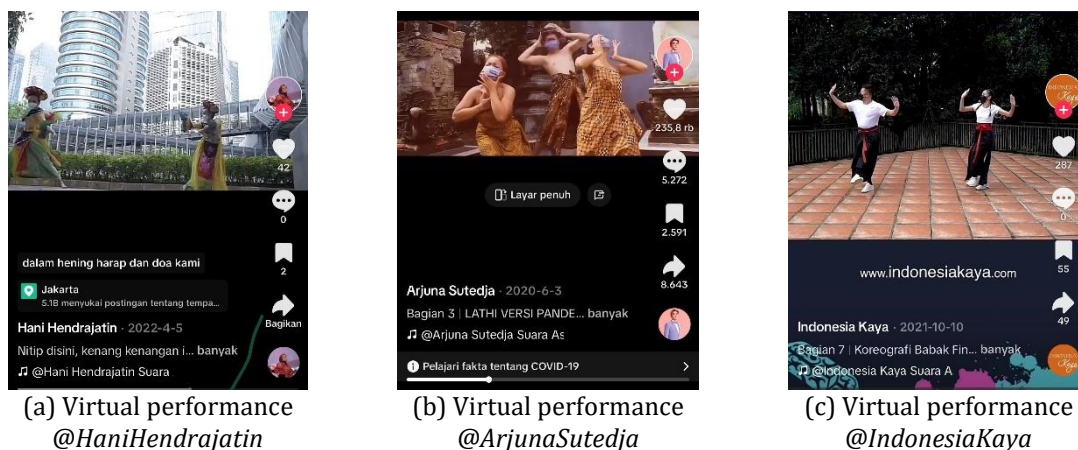 42
0
2
dalam hening harap dan doa kami
Jakarta
5.1B menyukai postingan tentang tempa...
Bagikan
Hani Hendrajatin · 2022-4-5
Nitip disini, kenang kenangan i... banyak
@Hani Hendrajatin Suara
(a) Virtual performance
@HaniHendrajatin
235,8 rb
5.272
Layar penuh
2.591
8.643
Arjuna Sutedja · 2020-6-3
Bagian 3 | LATHI VERSI PANDE... banyak
@Arjuna Sutedja Suara As
Pelajari fakta tentang COVID-19
(b) Virtual performance
@ArjunaSutedja
Kaya
287
0
www.indonesiakaya.com
55
49
Indonesia Kaya · 2021-10-10
Bagian 7 | Koreografi Babak Fin... banyak
@Indonesia Kaya Suara A
(c) Virtual performance
@IndonesiaKaya